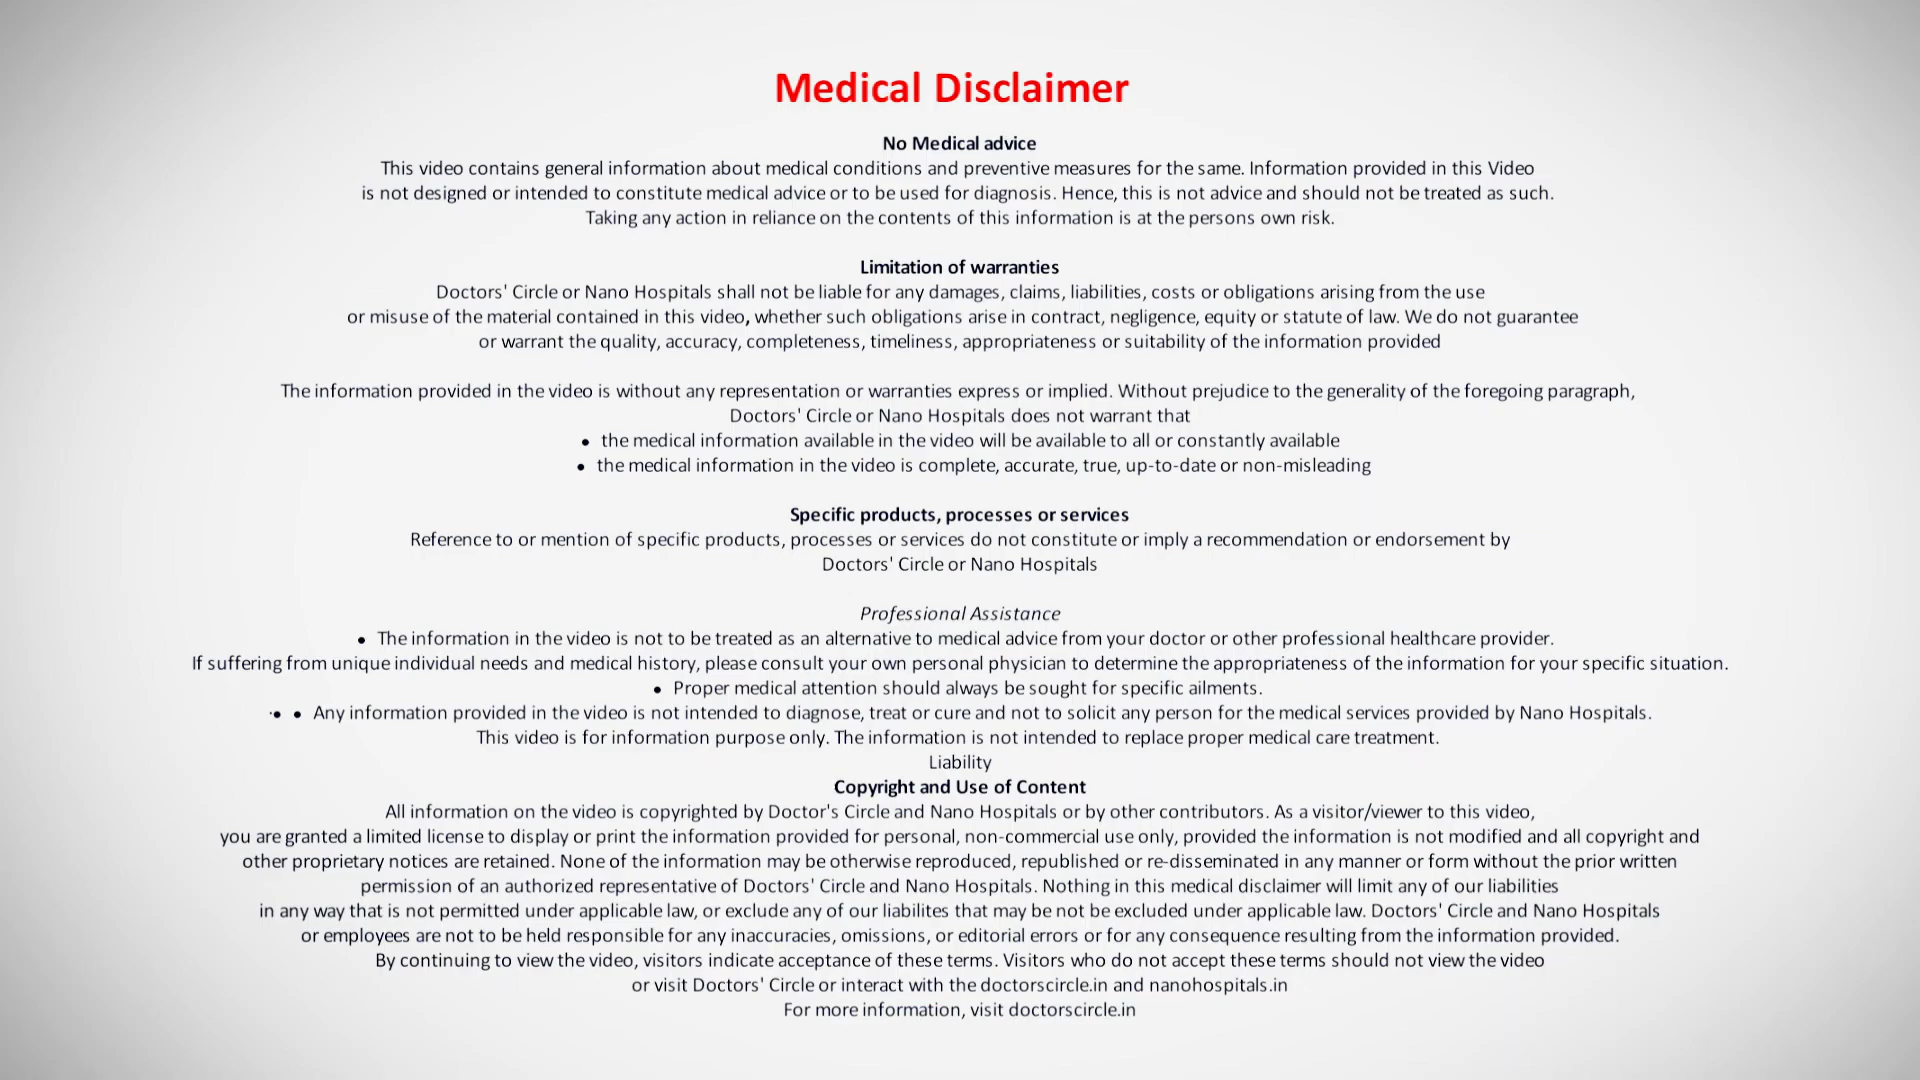 Medical Disclaimer
No Medical advice
This video contains general information about medical conditions and preventive measures for the same. Information provided in this Video
is not designed or intended to constitute medical advice or to be used for diagnosis. Hence, this is not advice and should not be treated as such.
Taking any action in reliance on the contents of this information is at the persons own risk.
Limitation of warranties
Doctors' Circle or Nano Hospitals shall not be liable for any damages, claims, liabilities, costs or obligations arising from the use
or misuse of the material contained in this video, whether such obligations arise in contract, negligence, equity or statute of law. We do not guarantee
or warrant the quality, accuracy, completeness, timeliness, appropriateness or suitability of the information provided
The information provided in the video is without any representation or warranties express or implied. Without prejudice to the generality of the foregoing paragraph,
Doctors' Circle or Nano Hospitals does not warrant that
• the medical information available in the video will be available to all or constantly available
• the medical information in the video is complete, accurate, true, up-to-date or non-misleading
Specific products, processes or services
Reference to or mention of specific products, processes or services do not constitute or imply a recommendation or endorsement by
Doctors' Circle or Nano Hospitals
Professional Assistance
• The information in the video is not to be treated as an alternative to medical advice from your doctor or other professional healthcare provider.
If suffering from unique individual needs and medical history, please consult your own personal physician to determine the appropriateness of the information for your specific situation.
• Proper medical attention should always be sought for specific ailments.
·• • Any information provided in the video is not intended to diagnose, treat or cure and not to solicit any person for the medical services provided by Nano Hospitals.
This video is for information purpose only. The information is not intended to replace proper medical care treatment.
Liability
Copyright and Use of Content
All information on the video is copyrighted by Doctor's Circle and Nano Hospitals or by other contributors. As a visitor/viewer to this video,
you are granted a limited license to display or print the information provided for personal, non-commercial use only, provided the information is not modified and all copyright and
other proprietary notices are retained. None of the information may be otherwise reproduced, republished or re-disseminated in any manner or form without the prior written
permission of an authorized representative of Doctors' Circle and Nano Hospitals. Nothing in this medical disclaimer will limit any of our liabilities
in any way that is not permitted under applicable law, or exclude any of our liabilites that may be not be excluded under applicable law. Doctors' Circle and Nano Hospitals
or employees are not to be held responsible for any inaccuracies, omissions, or editorial errors or for any consequence resulting from the information provided.
By continuing to view the video, visitors indicate acceptance of these terms. Visitors who do not accept these terms should not view the video
or visit Doctors' Circle or interact with the doctorscircle.in and nanohospitals.in
For more information, visit doctorscircle.in